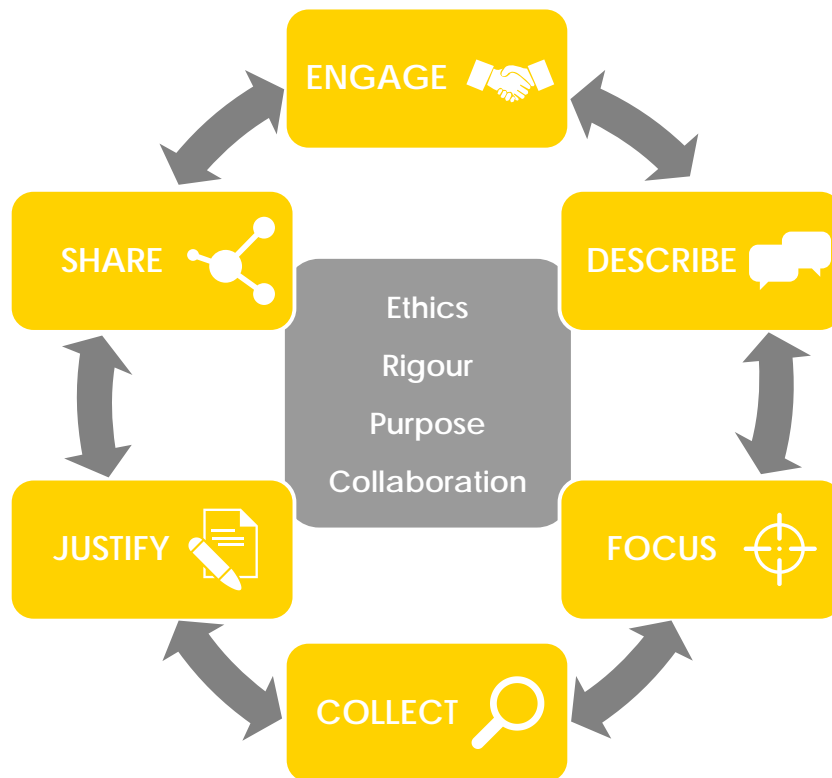 ENGAGE
DESCRIBE
FOCUS
COLLECT
JUSTIFY
SHARE
Ethics
Rigour
Purpose
Collaboration